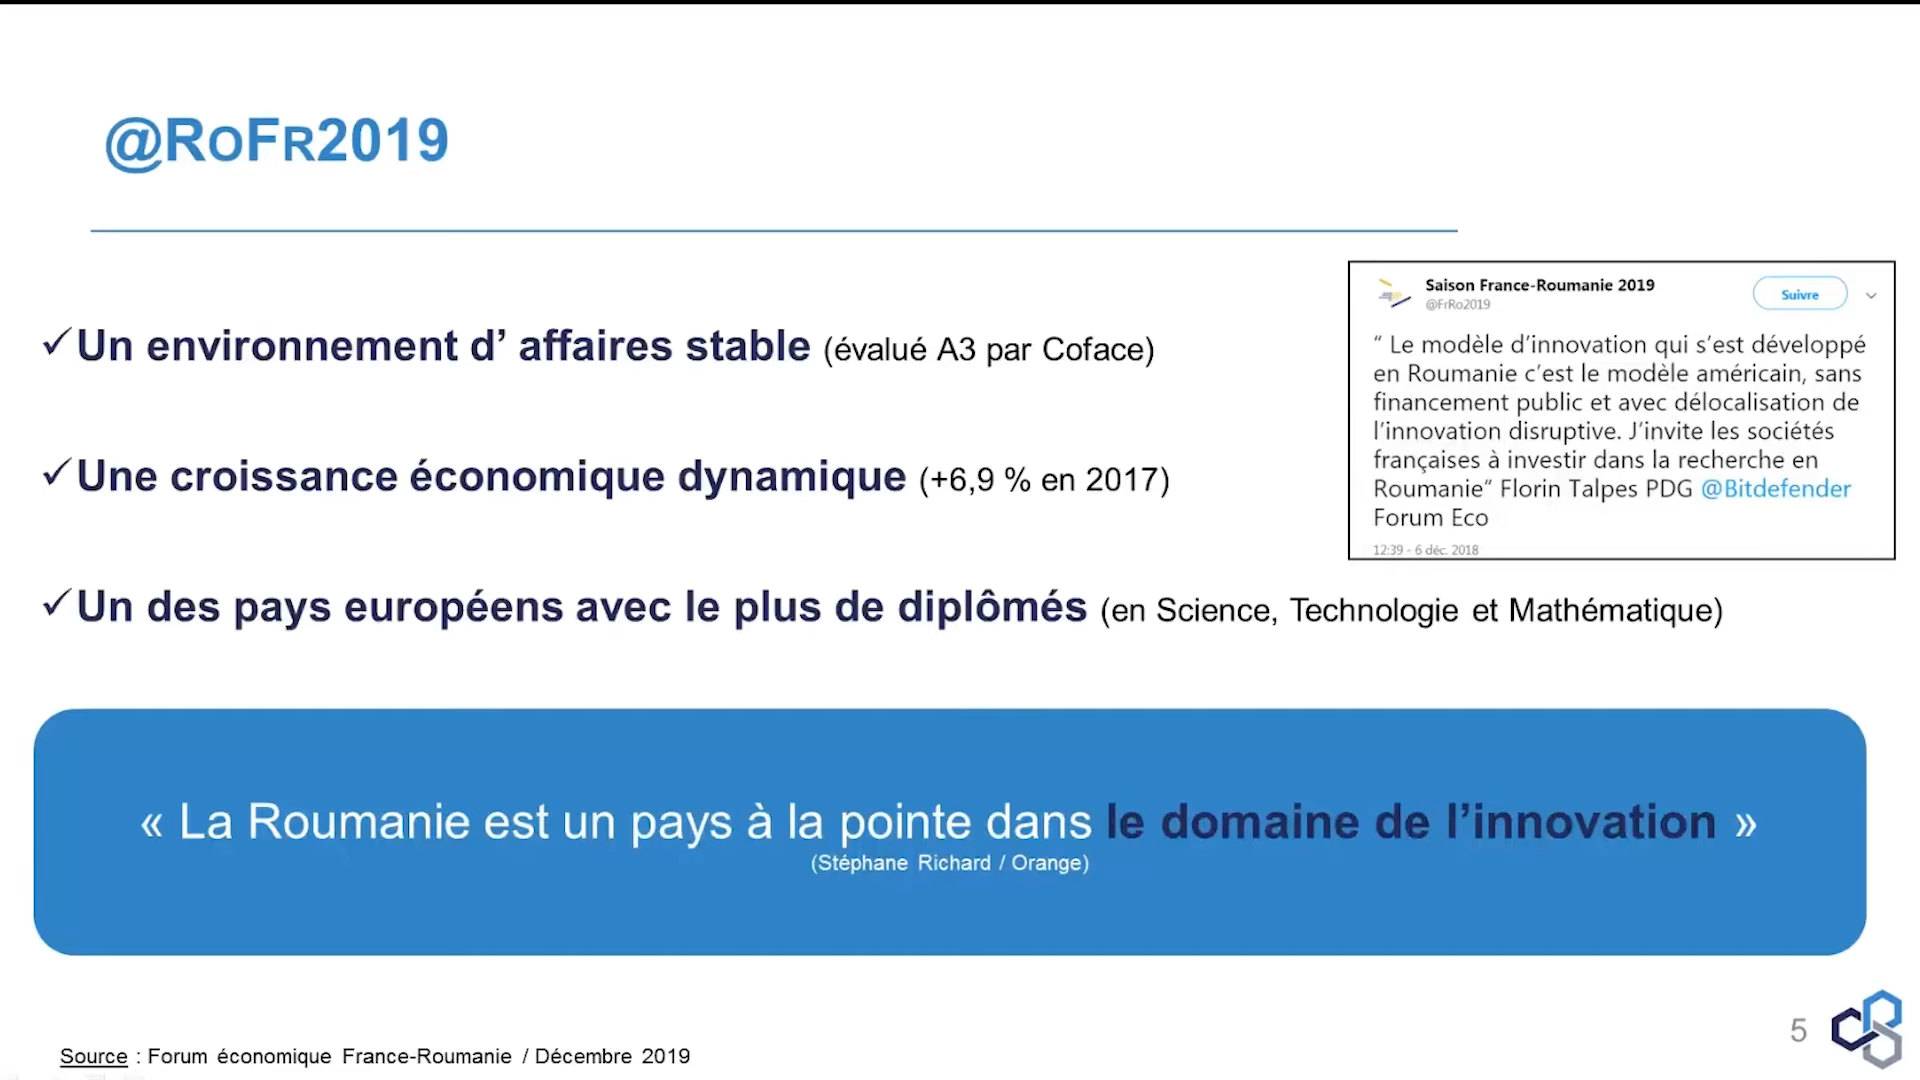 @RoFr2019
✓Un environnement d’ affaires stable (évalué A3 par Coface)
✓Une croissance économique dynamique (+6,9 % en 2017)
✓Un des pays européens avec le plus de diplômés (en Science, Technologie et Mathématique)
Saison France-Roumanie 2019
@FrRo2019
Suivre
“ Le modèle d’innovation qui s’est développé
en Roumanie c’est le modèle américain, sans
financement public et avec délocalisation de
l’innovation disruptive. J’invite les sociétés
françaises à investir dans la recherche en
Roumanie“ Florin Talpes PDG @Bitdefender
Forum Eco
12:39 - 6 déc. 2018
« La Roumanie est un pays à la pointe dans le domaine de l’innovation »
(Stéphane Richard / Orange)
Source : Forum économique France-Roumanie / Décembre 2019
5